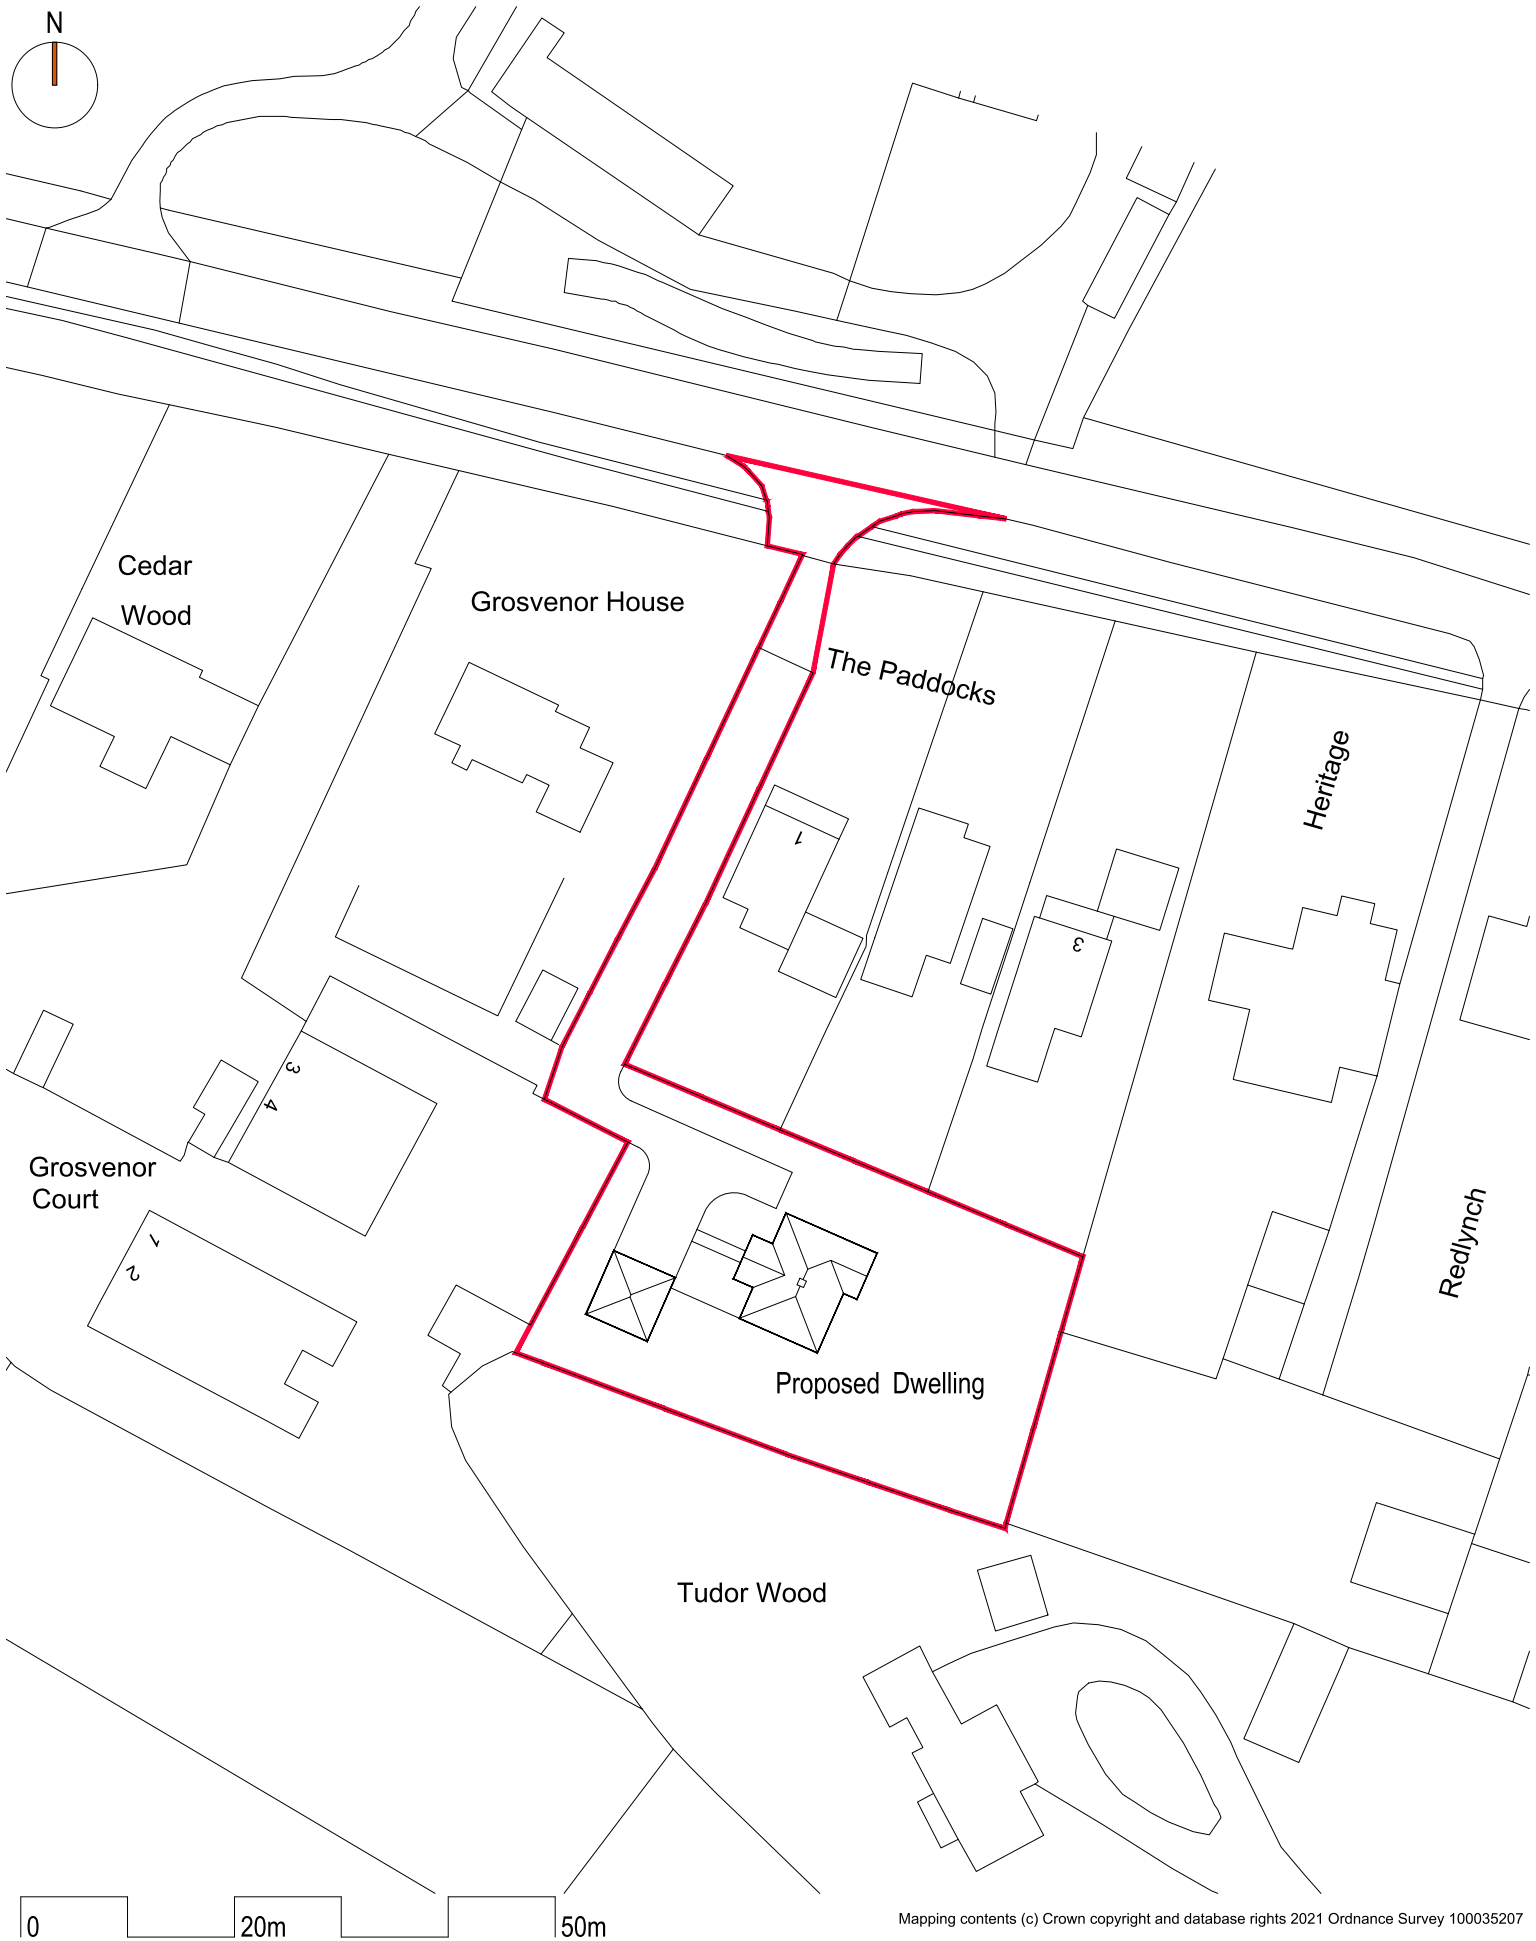 N
Cedar
Wood
Grosvenor House
The Paddocks
Heritage
1
3
3
4
Grosvenor
Court
1
2
Redlynch
Proposed Dwelling
Tudor Wood
0
20m
50m
Mapping contents (c) Crown copyright and database rights 2021 Ordnance Survey 100035207